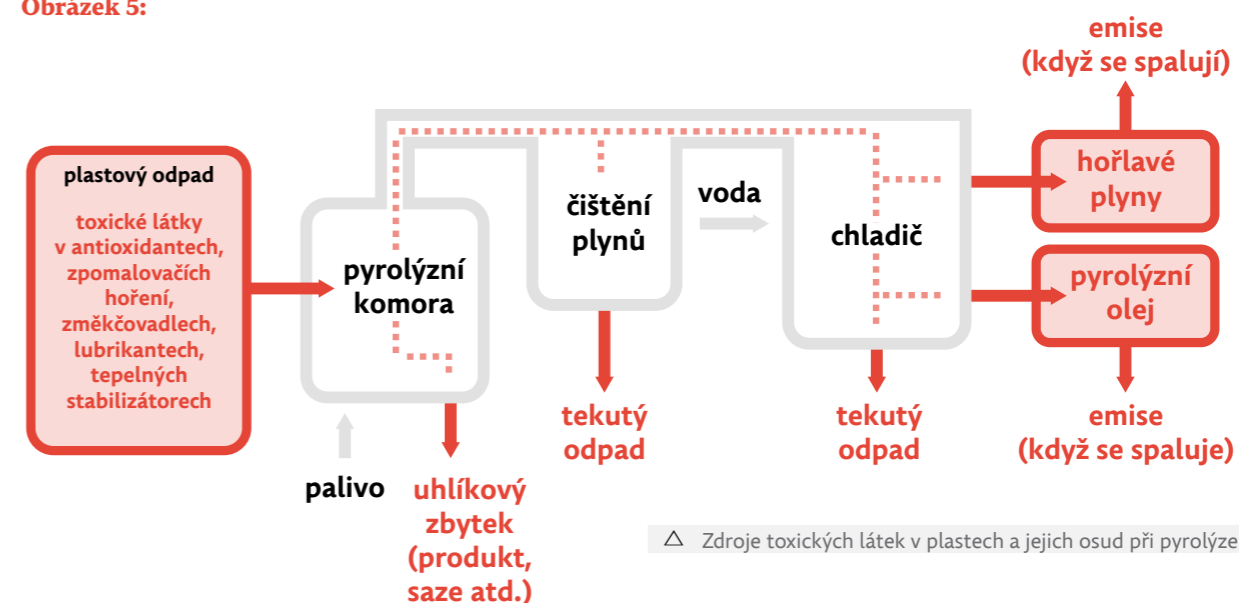 Obrázek 5:
plastový odpad
toxické látky
v antioxidantech,
zpomalovačích
hoření,
změkčovadlech,
lubrikantech,
tepelných
stabilizátorech
pyrolýzní
komora
palivo
uhlíkový
zbytek
(produkt,
saze atd.)
čištění
plynů
tekutý
odpad
voda
chladič
tekutý
odpad
emise
(když se spalují)
hořlavé
plyny
pyrolýzní
olej
emise
(když se spaluje)
△ Zdroje toxických látek v plastech a jejich osud při pyrolýze